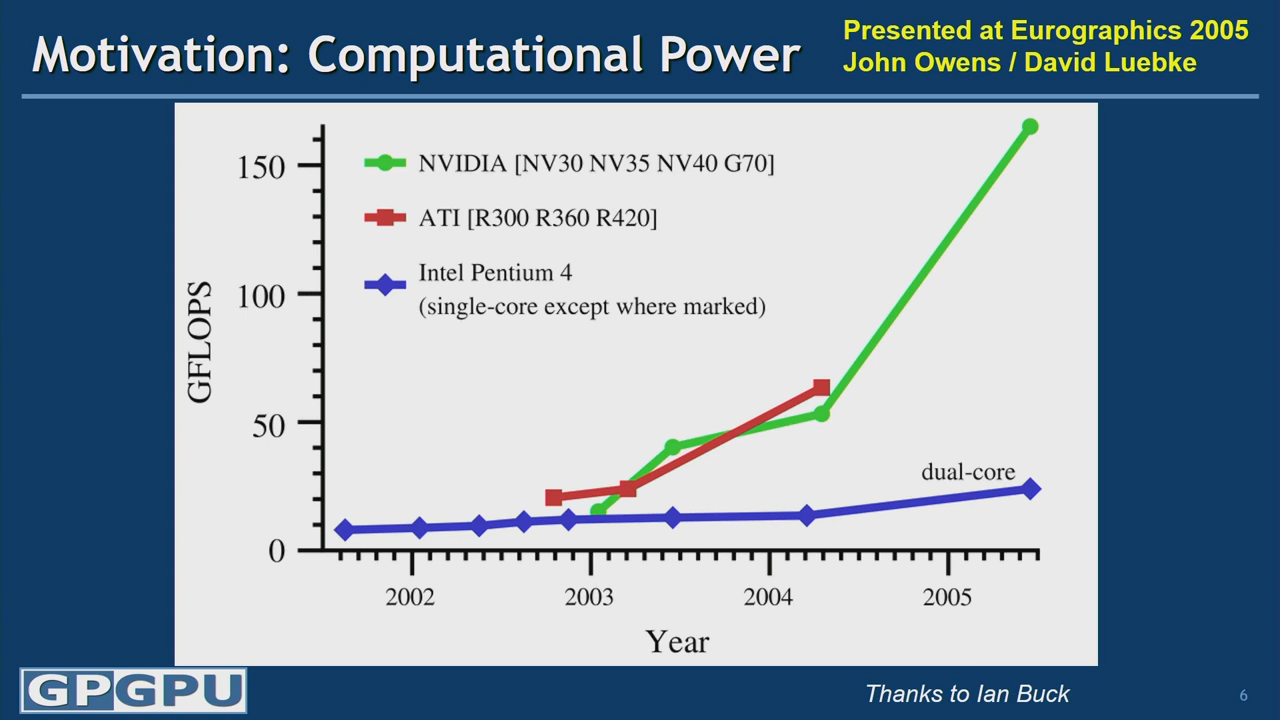 Motivation: Computational Power
Presented at Eurographics 2005
John Owens / David Luebke
NVIDIA [NV30 NV35 NV40 G70]
ATI [R300 R360 R420]
Intel Pentium 4
(single-core except where marked)
GFLOPS
150
100
50
0
dual-core
2002 2003 2004 2005
Year
GPGPU
Thanks to Ian Buck
6